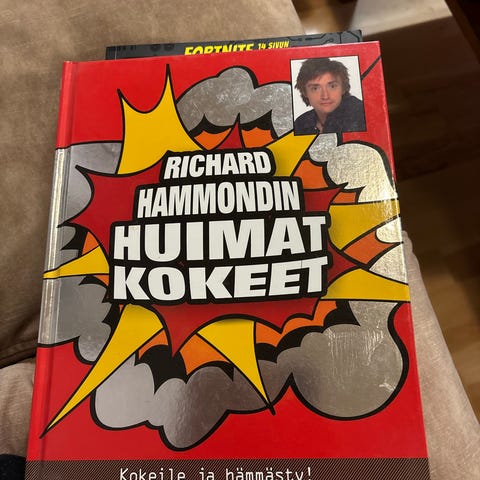 FORTNITE 14 SIVUN
RICHARD
HAMMONDIN
HUIMAT
KOKEET
Kokeile ja hämmästy!